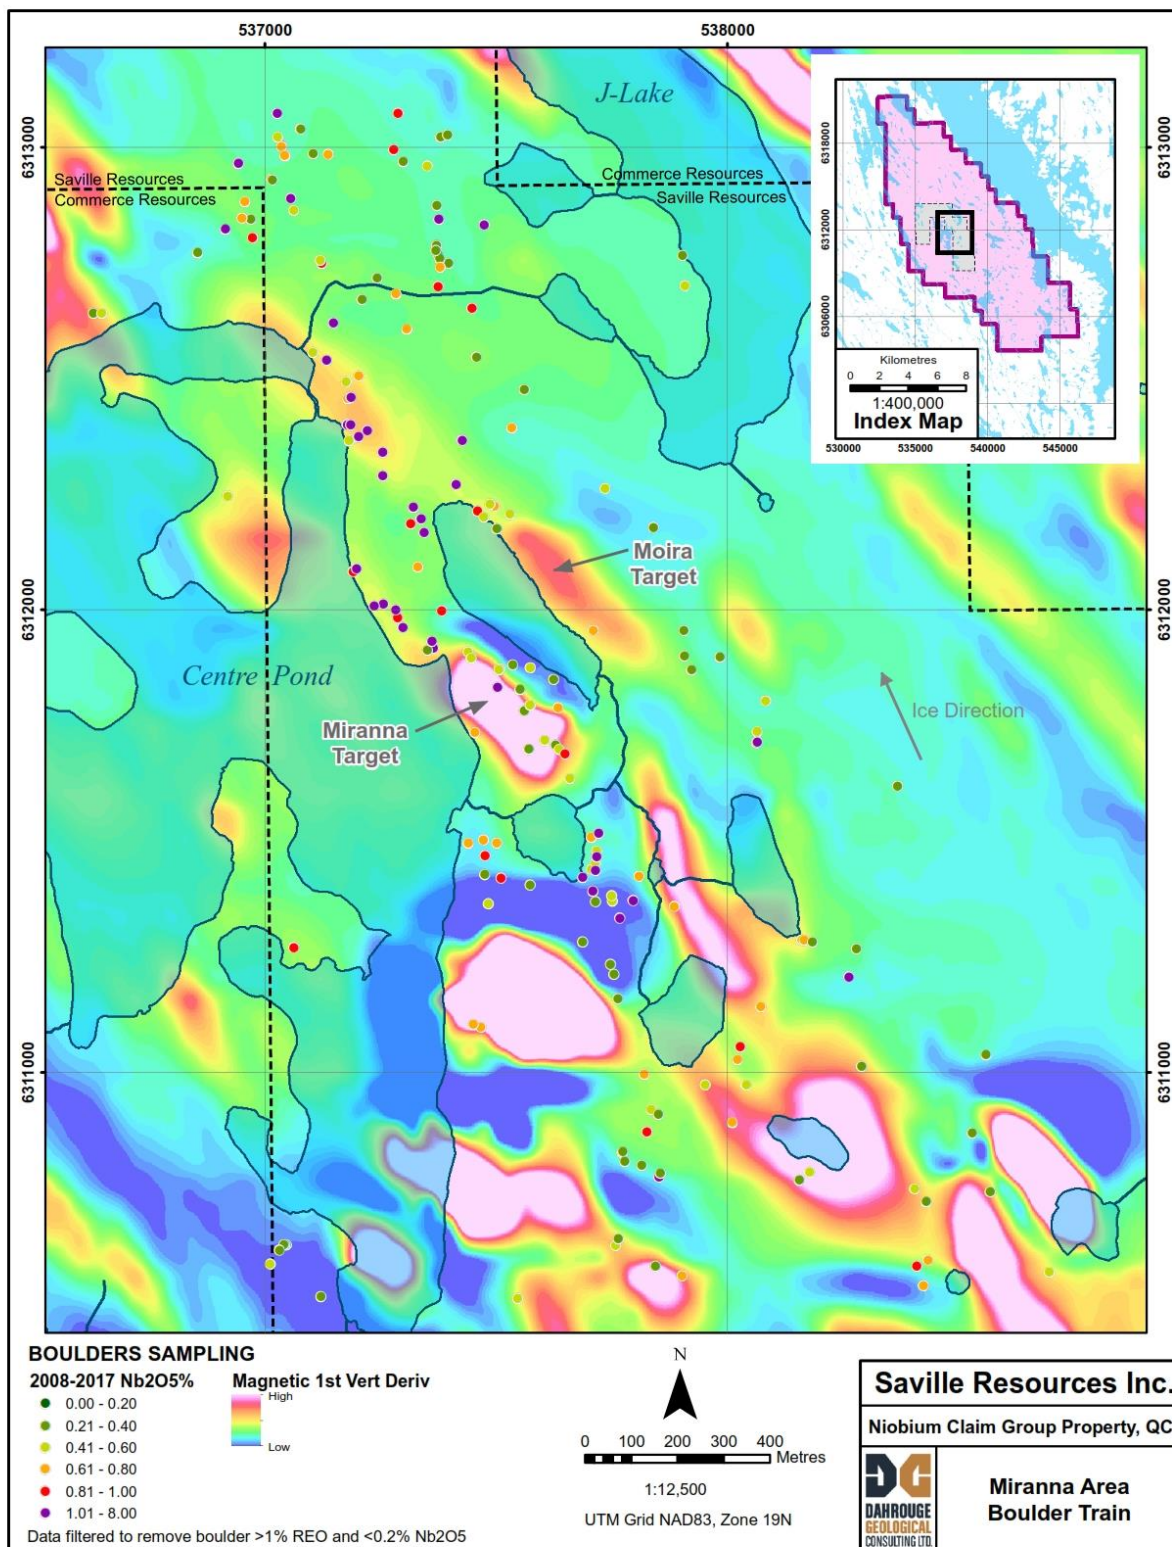 537000
538000
J-Lake
6313000
6313000
Saville Resources
Commerce Resources
Commerce Resources
Saville Resources
6318000
6312000
6306000
Kilometres
0 2 4 6 8
1:400,000
Index Map
530000 535000 540000 545000
Moira
Target
6312000
6312000
Centre Pond
Miranna
Target
Ice Direction
6311000
6311000
BOULDERS SAMPLING
2008-2017 Nb2O5%
0.00 - 0.20
0.21 - 0.40
0.41 - 0.60
0.61 - 0.80
0.81 - 1.00
1.01 - 8.00
Magnetic 1st Vert Deriv
High
Low
Data filtered to remove boulder >1% REO and <0.2% Nb2O5
N
0 100 200 300 400
Metres
1:12,500
UTM Grid NAD83, Zone 19N
Saville Resources Inc.
Niobium Claim Group Property, QC
DAHROUGE
GEOLOGICAL
CONSULTING LTD.
Miranna Area
Boulder Train